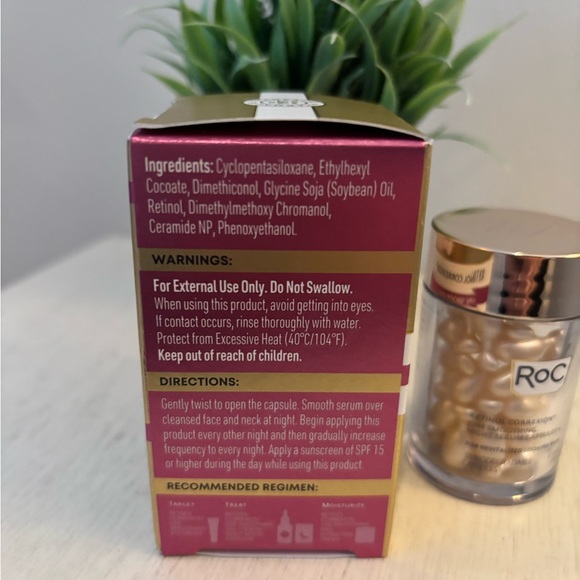 Ingredients: Cyclopentasiloxane, Ethylhexyl
Cocoate, Dimethiconol, Glycine Soja (Soybean) Oil,
Retinol, Dimethylmethoxy Chromanol,
Ceramide NP, Phenoxyethanol.
WARNINGS:
For External Use Only. Do Not Swallow.
When using this product, avoid getting into eyes.
If contact occurs, rinse thoroughly with water.
Protect from Excessive Heat (40°C/104°F).
Keep out of reach of children.
DIRECTIONS:
Gently twist to open the capsule. Smooth serum over
cleansed face and neck at night. Begin applying this
product every other night and then gradually increase
frequency to every night. Apply a sunscreen of SPF 15
or higher during the day while using this product.
RECOMMENDED REGIMEN:
TARGET TREAT MOISTURIZE
RoC